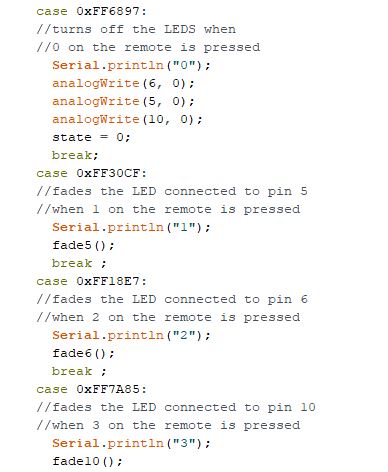 case 0xFF6897:
//turns off the LEDS when
//0 on the remote is pressed
Serial.println("0");
analogWrite(6, 0);
analogWrite(5, 0);
analogWrite(10, 0);
state = 0;
break;
case 0xFF30CF:
//fades the LED connected to pin 5
//when 1 on the remote is pressed
Serial.println("1");
fade5();
break ;
case 0xFF18E7:
//fades the LED connected to pin 6
//when 2 on the remote is pressed
Serial.println("2");
fade6();
break ;
case 0xFF7A85:
//fades the LED connected to pin 10
//when 3 on the remote is pressed
Serial.println("3");
fade10();